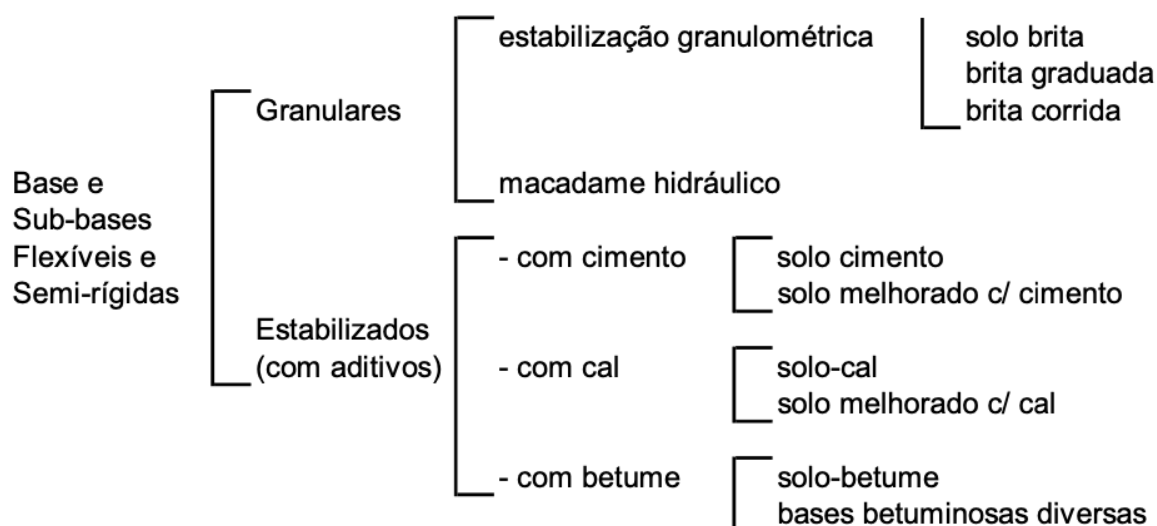 estabilização granulométrica
solo brita
brita graduada
brita corrida
Granulares
macadame hidráulico
Base e
Sub-bases
Flexíveis e
Semi-rígidas
- com cimento
solo cimento
solo melhorado c/ cimento
Estabilizados
(com aditivos)
- com cal
solo-cal
solo melhorado c/ cal
- com betume
solo-betume
bases betuminosas diversas